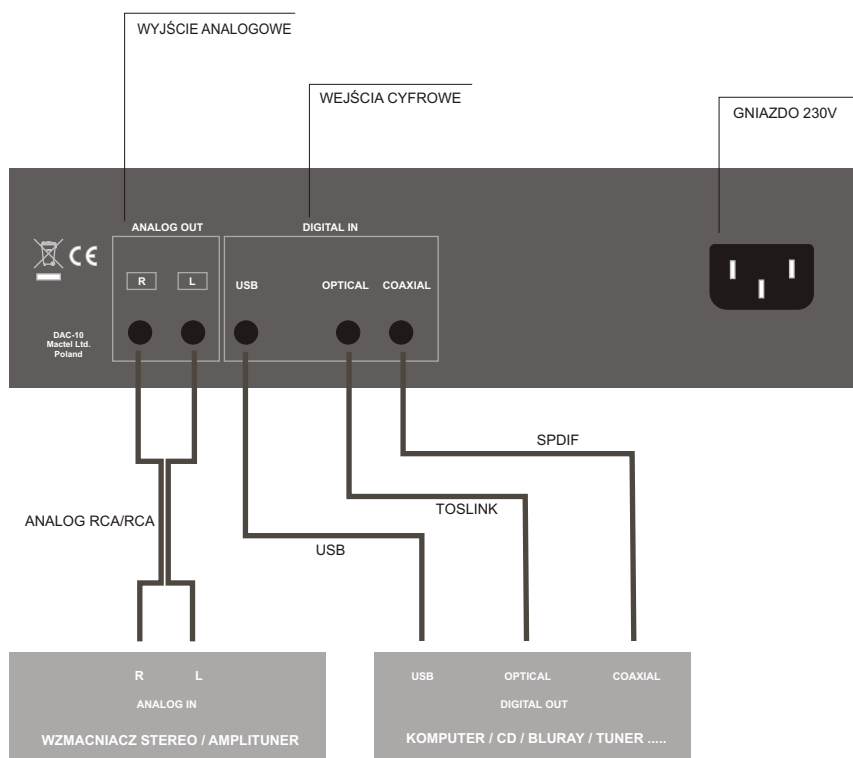 WYJŚCIE ANALOGOWE
WEJŚCIA CYFROWE
GNIAZDO 230V
ANALOG OUT
DIGITAL IN
CE
R
L
USB
OPTICAL
COAXIAL
DAC-10
Mactel Ltd.
Poland
SPDIF
TOSLINK
ANALOG RCA/RCA
USB
R
L
ANALOG IN
WZMACNIACZ STEREO / AMPLITUNER
USB
OPTICAL
COAXIAL
DIGITAL OUT
KOMPUTER / CD / BLURAY / TUNER .....